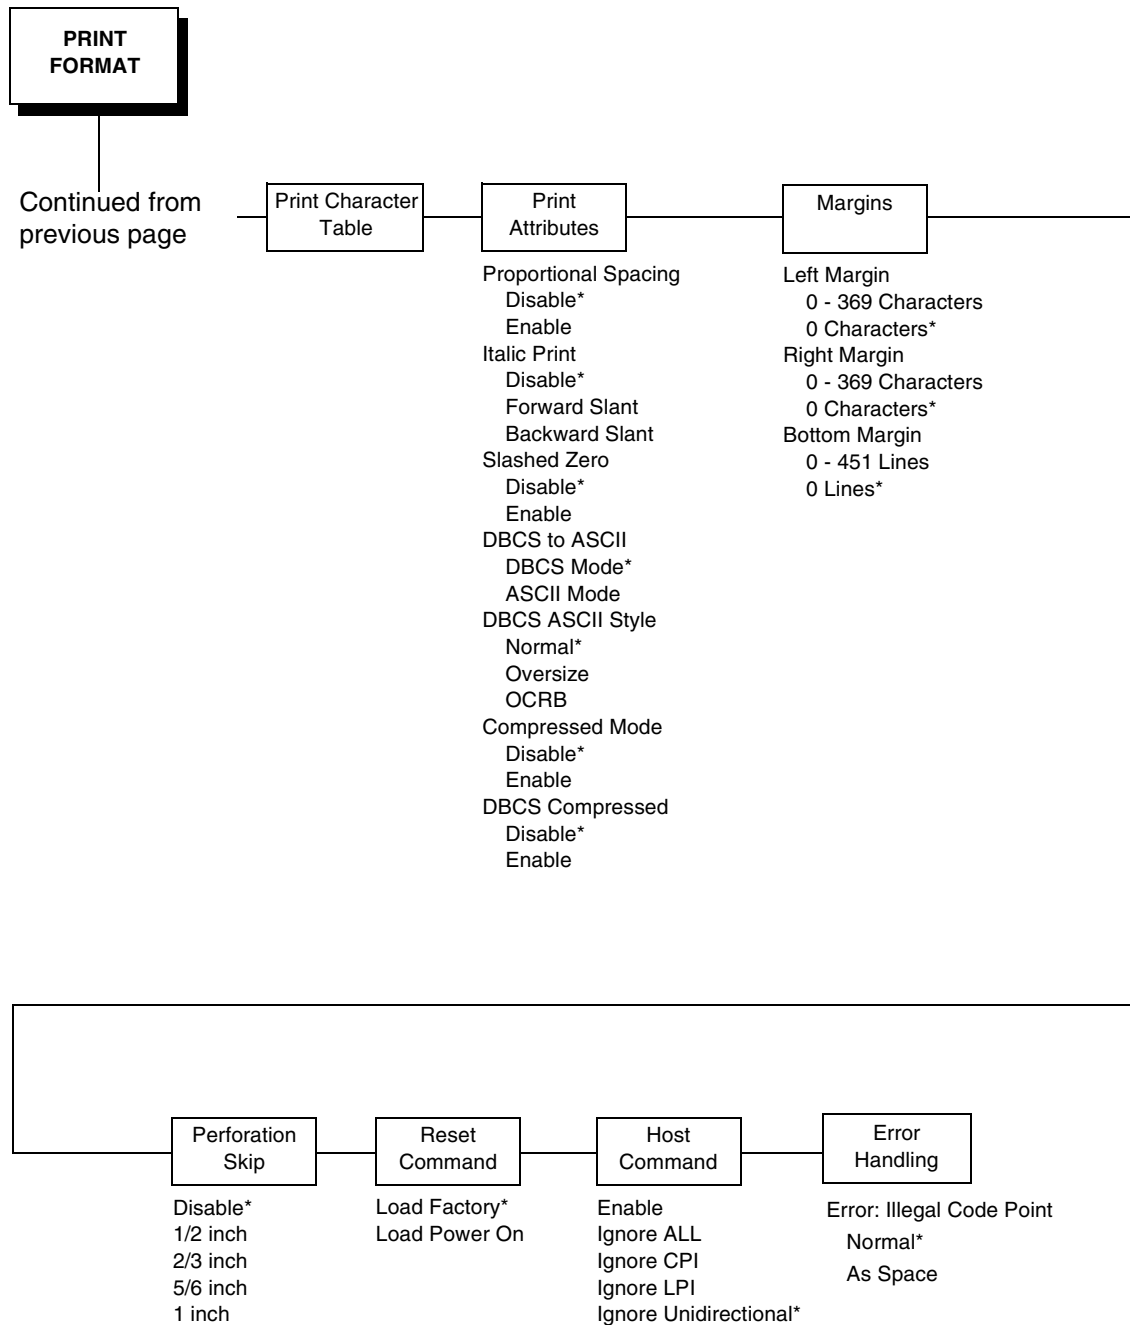 PRINT
FORMAT
Continued from
previous page
Print Character
Table
Print
Attributes
Proportional Spacing
Disable*
Enable
Italic Print
Disable*
Forward Slant
Backward Slant
Slashed Zero
Disable*
Enable
DBCS to ASCII
DBCS Mode*
ASCII Mode
DBCS ASCII Style
Normal*
Oversize
OCRB
Compressed Mode
Disable*
Enable
DBCS Compressed
Disable*
Enable
Margins
Left Margin
0 - 369 Characters
0 Characters*
Right Margin
0 - 369 Characters
0 Characters*
Bottom Margin
0 - 451 Lines
0 Lines*
Perforation
Skip
Disable*
1/2 inch
2/3 inch
5/6 inch
1 inch
Reset
Command
Load Factory*
Load Power On
Host
Command
Enable
Ignore ALL
Ignore CPI
Ignore LPI
Ignore Unidirectional*
Error
Handling
Error: Illegal Code Point
Normal*
As Space